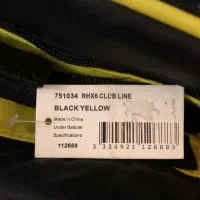 751034 RHX6 CLUB LINE
BLACK YELLOW
Made in China
Under Babolat
Specifications
112688
3 324921 126883